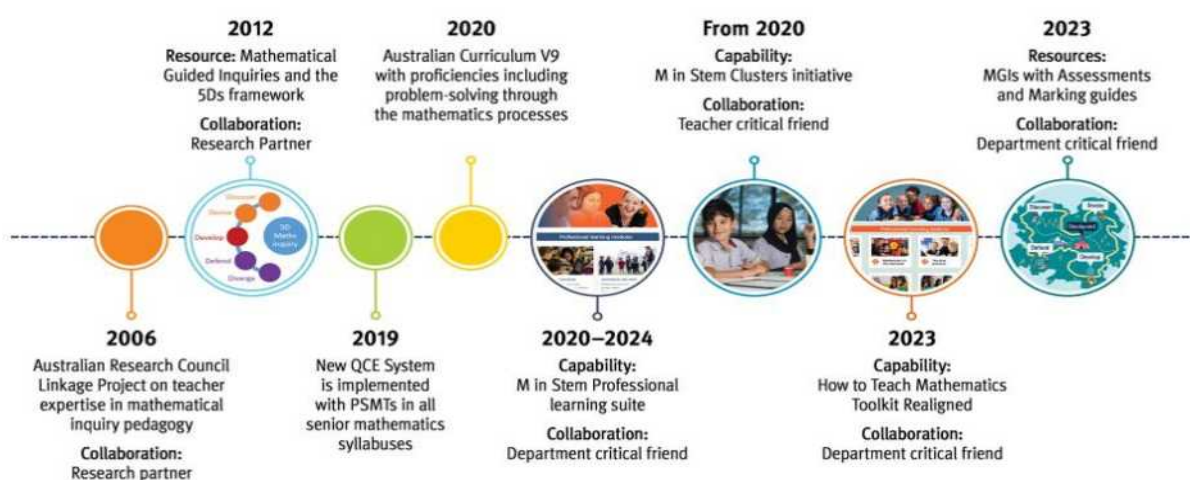 2012
Resource: Mathematical
Guided Inquiries and the
5Ds framework
Collaboration:
Research Partner
2020
Australian Curriculum V9
with proficiencies including
problem-solving through
the mathematics processes
From 2020
Capability:
M in Stem Clusters initiative
Collaboration:
Teacher critical friend
2023
Resources:
MGIs with Assessments
and Marking guides
Collaboration:
Department critical friend
Discover
Devise
Develop
Defend
Diverge
5D
Maths
inquiry
Professional learning modules
Discover
Devise
Defend
Develop
2006
Australian Research Council
Linkage Project on teacher
expertise in mathematical
inquiry pedagogy
Collaboration:
Research partner
2019
New QCE System
is implemented
with PSMTs in all
senior mathematics
syllabuses
2020–2024
Capability:
M in Stem Professional
learning suite
Collaboration:
Department critical friend
2023
Capability:
How to Teach Mathematics
Toolkit Realigned
Collaboration:
Department critical friend